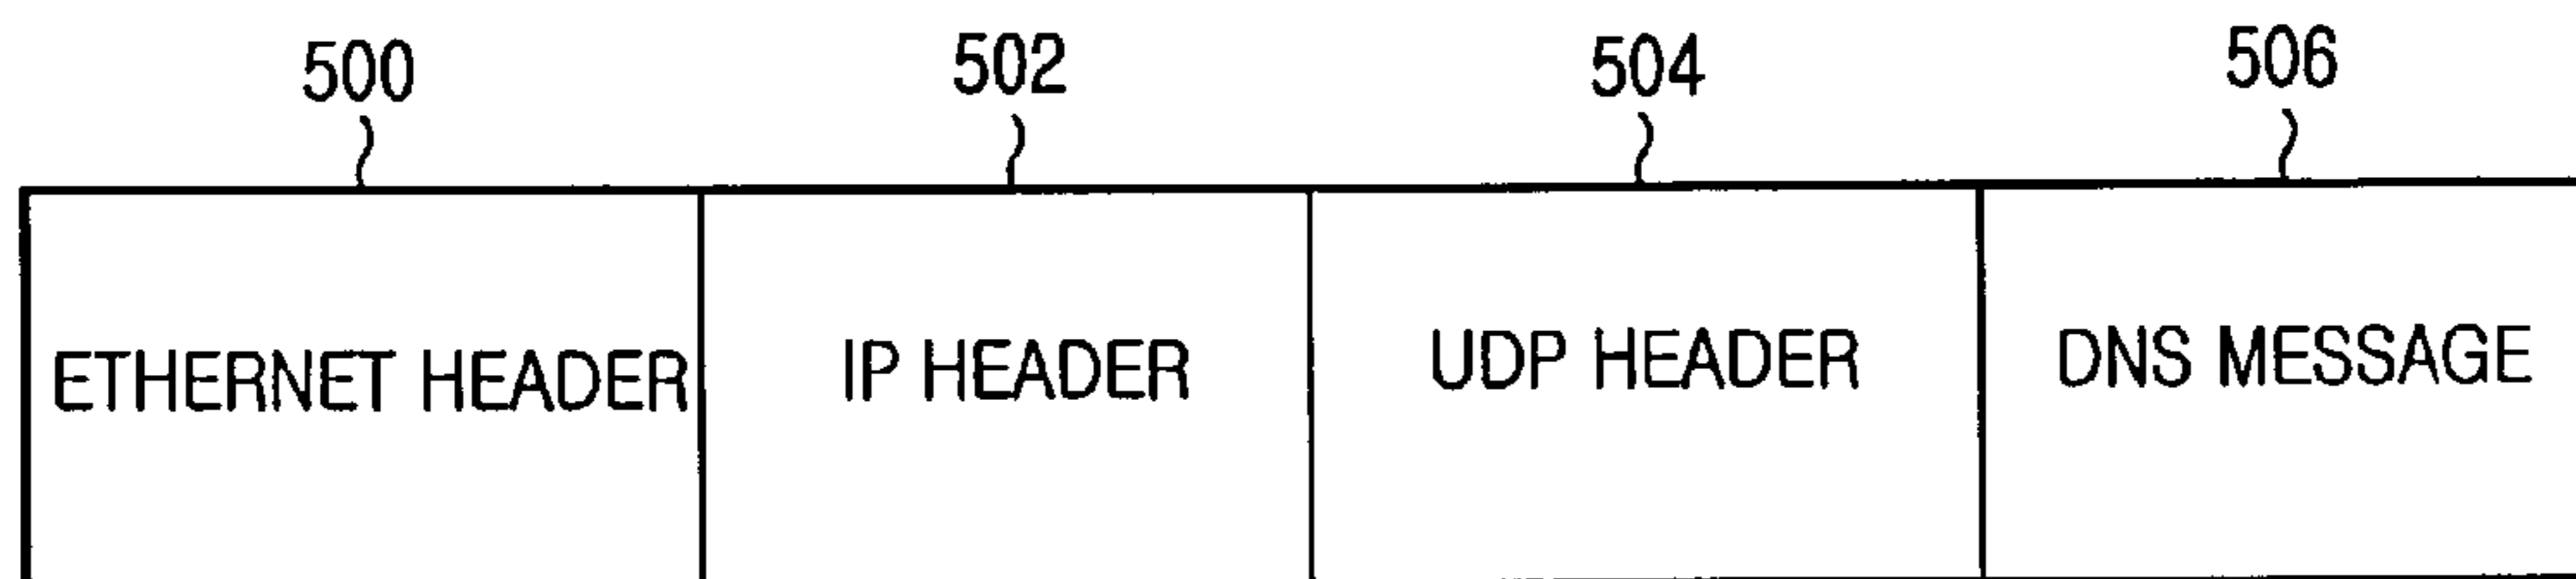 500 502 504 506
ETHERNET HEADER IP HEADER UDP HEADER DNS MESSAGE